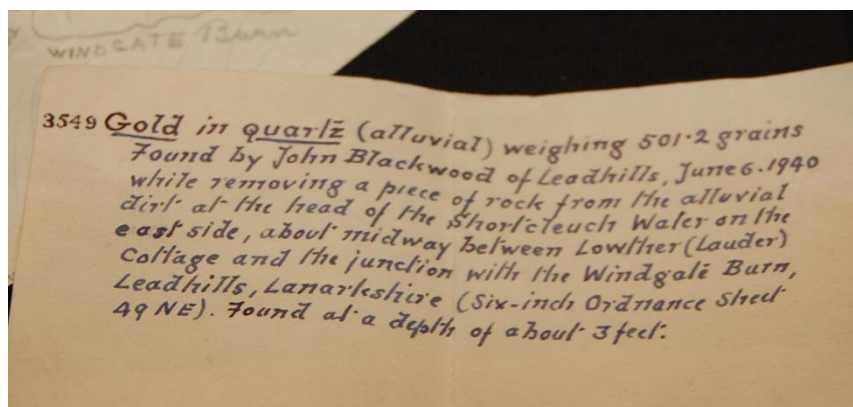 WINDGATE Burn
3549 Gold in quartz (alluvial) weighing 501·2 grains
Found by John Blackwood of Leadhills, June 6.1940
while removing a piece of rock from the alluvial
dirt at the head of the Shortcleuch Water on the
east side, about midway between Lowther (Lauder)
Cottage and the junction with the Windgate Burn,
Leadhills, Lanarkshire (Six-inch Ordnance Sheet
49 NE). Found at a depth of about 3 feet.